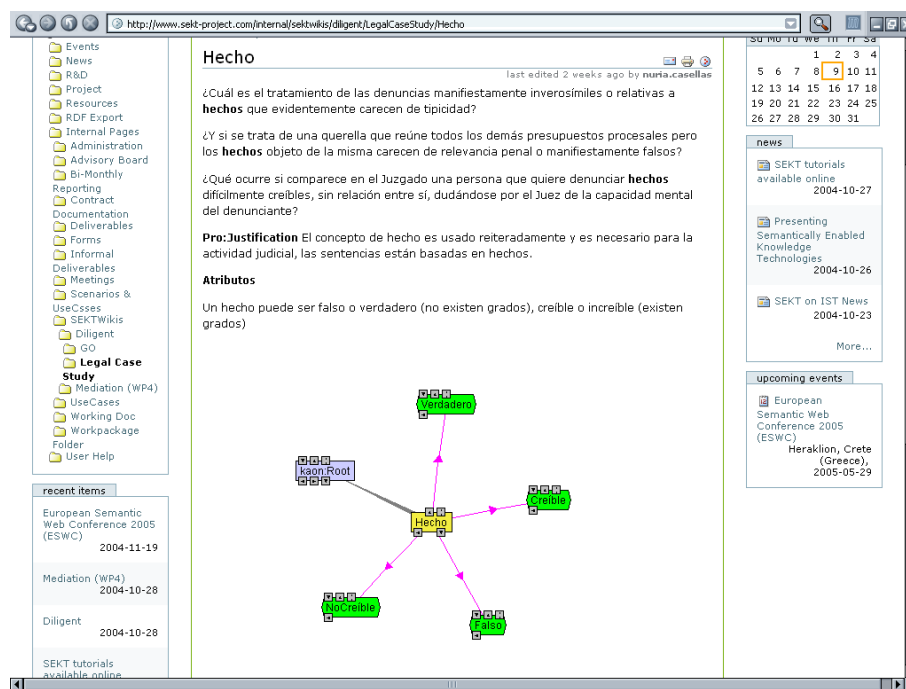 http://www.sekt-project.com/internal/sektwikis/diligent/LegalCaseStudy/Hecho
Events
News
R&D
Project
Resources
RDF Export
Internal Pages
Administration
Advisory Board
Bi-Monthly
Reporting
Contract
Documentation
Deliverables
Forms
Informal
Deliverables
Meetings
Scenarios &
UseCsses
SEKTWikis
Diligent
GO
Legal Case
Study
Mediation (WP4)
UseCases
Working Doc
Workpackage
Folder
User Help
recent items
European Semantic
Web Conference 2005
(ESWC)
2004-11-19
Mediation (WP4)
2004-10-28
Diligent
2004-10-28
SEKT tutorials
available online
Hecho
last edited 2 weeks ago by nuria.casellas
¿Cuál es el tratamiento de las denuncias manifiestamente inverosímiles o relativas a
hechos que evidentemente carecen de tipicidad?
¿Y si se trata de una querella que reúne todos los demás presupuestos procesales pero
los hechos objeto de la misma carecen de relevancia penal o manifiestamente falsos?
¿Qué ocurre si comparece en el Juzgado una persona que quiere denunciar hechos
difícilmente creíbles, sin relación entre sí, dudándose por el Juez de la capacidad mental
del denunciante?
Pro:Justification El concepto de hecho es usado reiteradamente y es necesario para la
actividad judicial, las sentencias están basadas en hechos.
Atributos
Un hecho puede ser falso o verdadero (no existen grados), creíble o increíble (existen
grados)
Verdadero
kaon:Root
Creible
Hecho
NoCreible
Falso
Su Mo Tu We Th Fr Sa
1 2 3 4
5 6 7 8 9 10 11
12 13 14 15 16 17 18
19 20 21 22 23 24 25
26 27 28 29 30 31
news
SEKT tutorials
available online
2004-10-27
Presenting
Semantically Enabled
Knowledge
Technologies
2004-10-26
SEKT on IST News
2004-10-23
More...
upcoming events
European
Semantic Web
Conference 2005
(ESWC)
Heraklion, Crete
(Greece),
2005-05-29